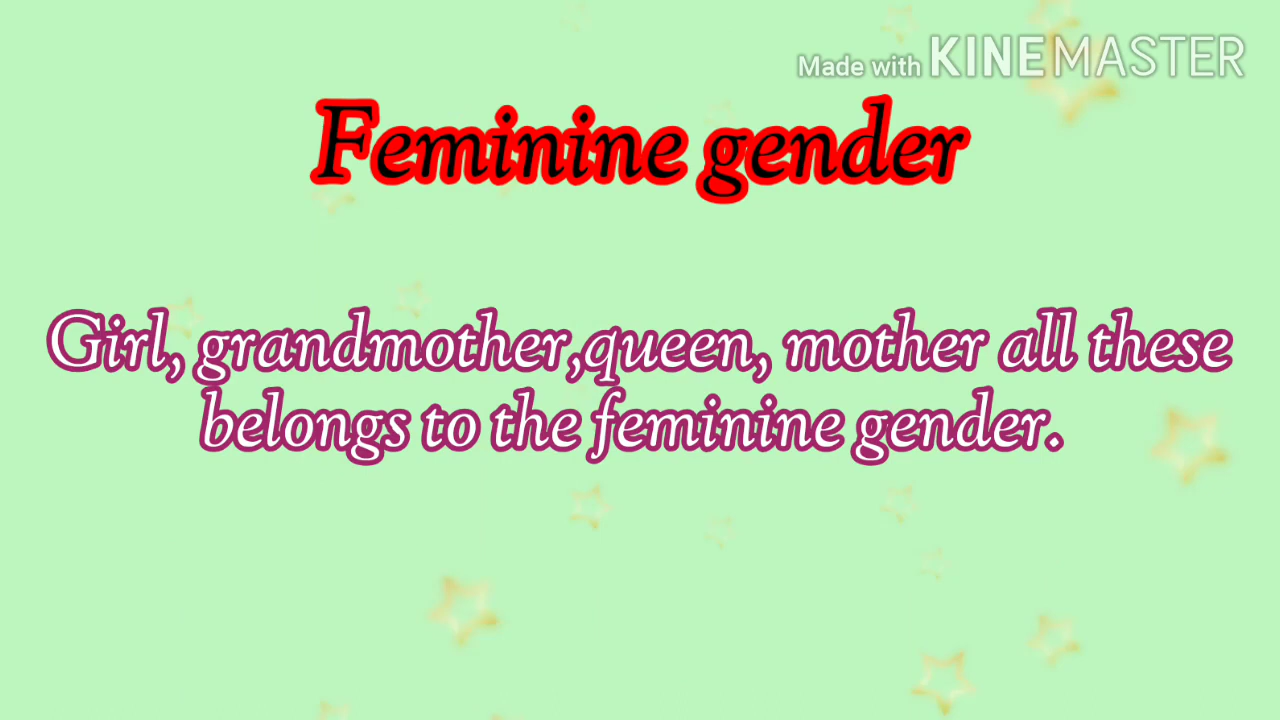 Made with KINEMASTER
Feminine gender
Girl, grandmother,queen, mother all these
belongs to the feminine gender.